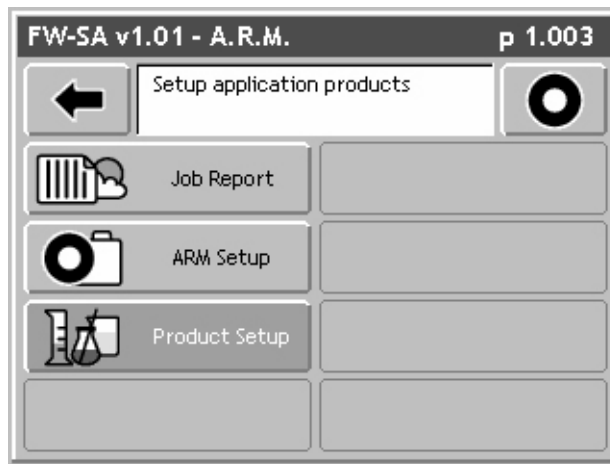 FW-SA v1.01 - A.R.M. p 1.003
Setup application products
Job Report
ARM Setup
Product Setup